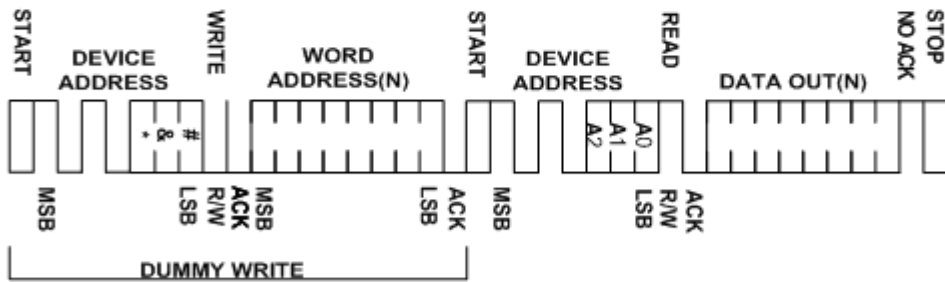 START
DEVICE
ADDRESS
WRITE
WORD
ADDRESS(N)
START
DEVICE
ADDRESS
READ
DATA OUT(N)
NO ACK
STOP
* & #
A2 A1 A0
MSB
LSB
R/W
ACK
MSB
LSB
ACK
MSB
LSB
R/W
ACK
DUMMY WRITE